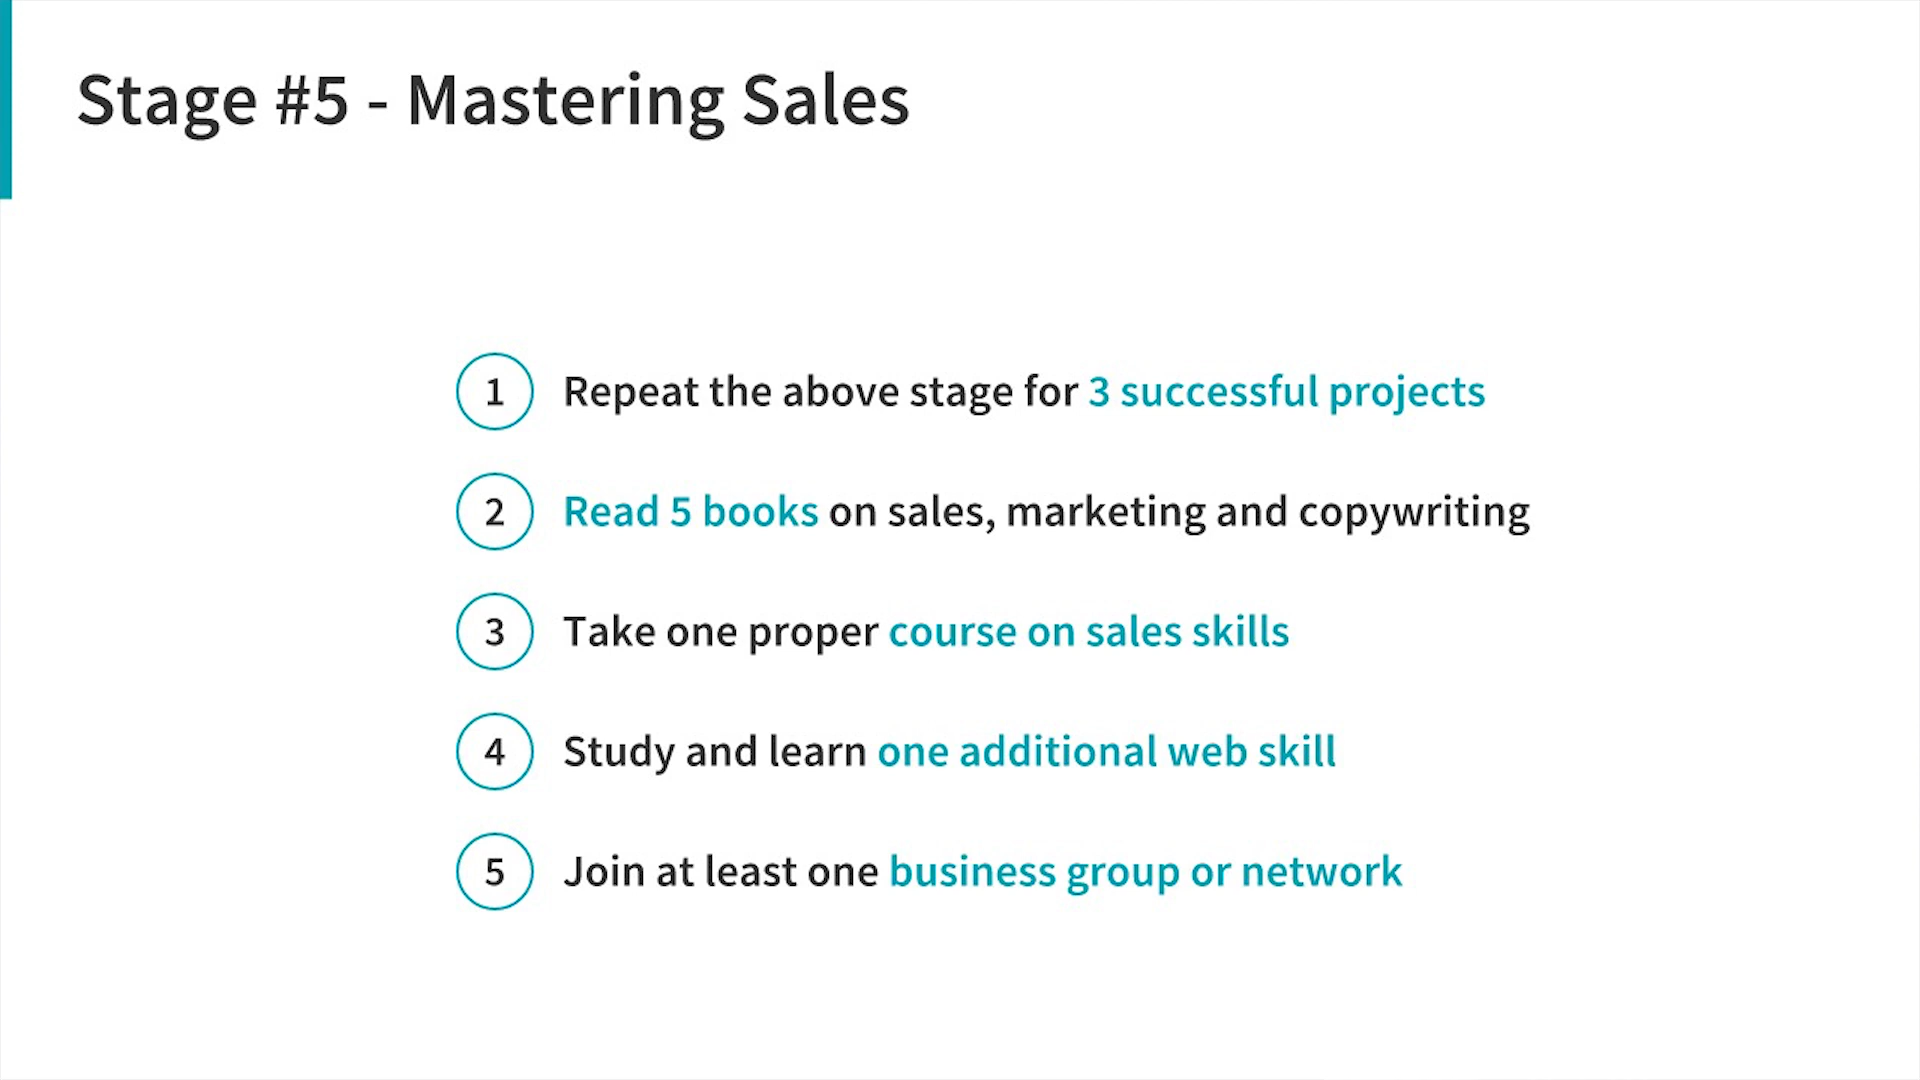 Stage #5 - Mastering Sales
1 Repeat the above stage for 3 successful projects
2 Read 5 books on sales, marketing and copywriting
3 Take one proper course on sales skills
4 Study and learn one additional web skill
5 Join at least one business group or network